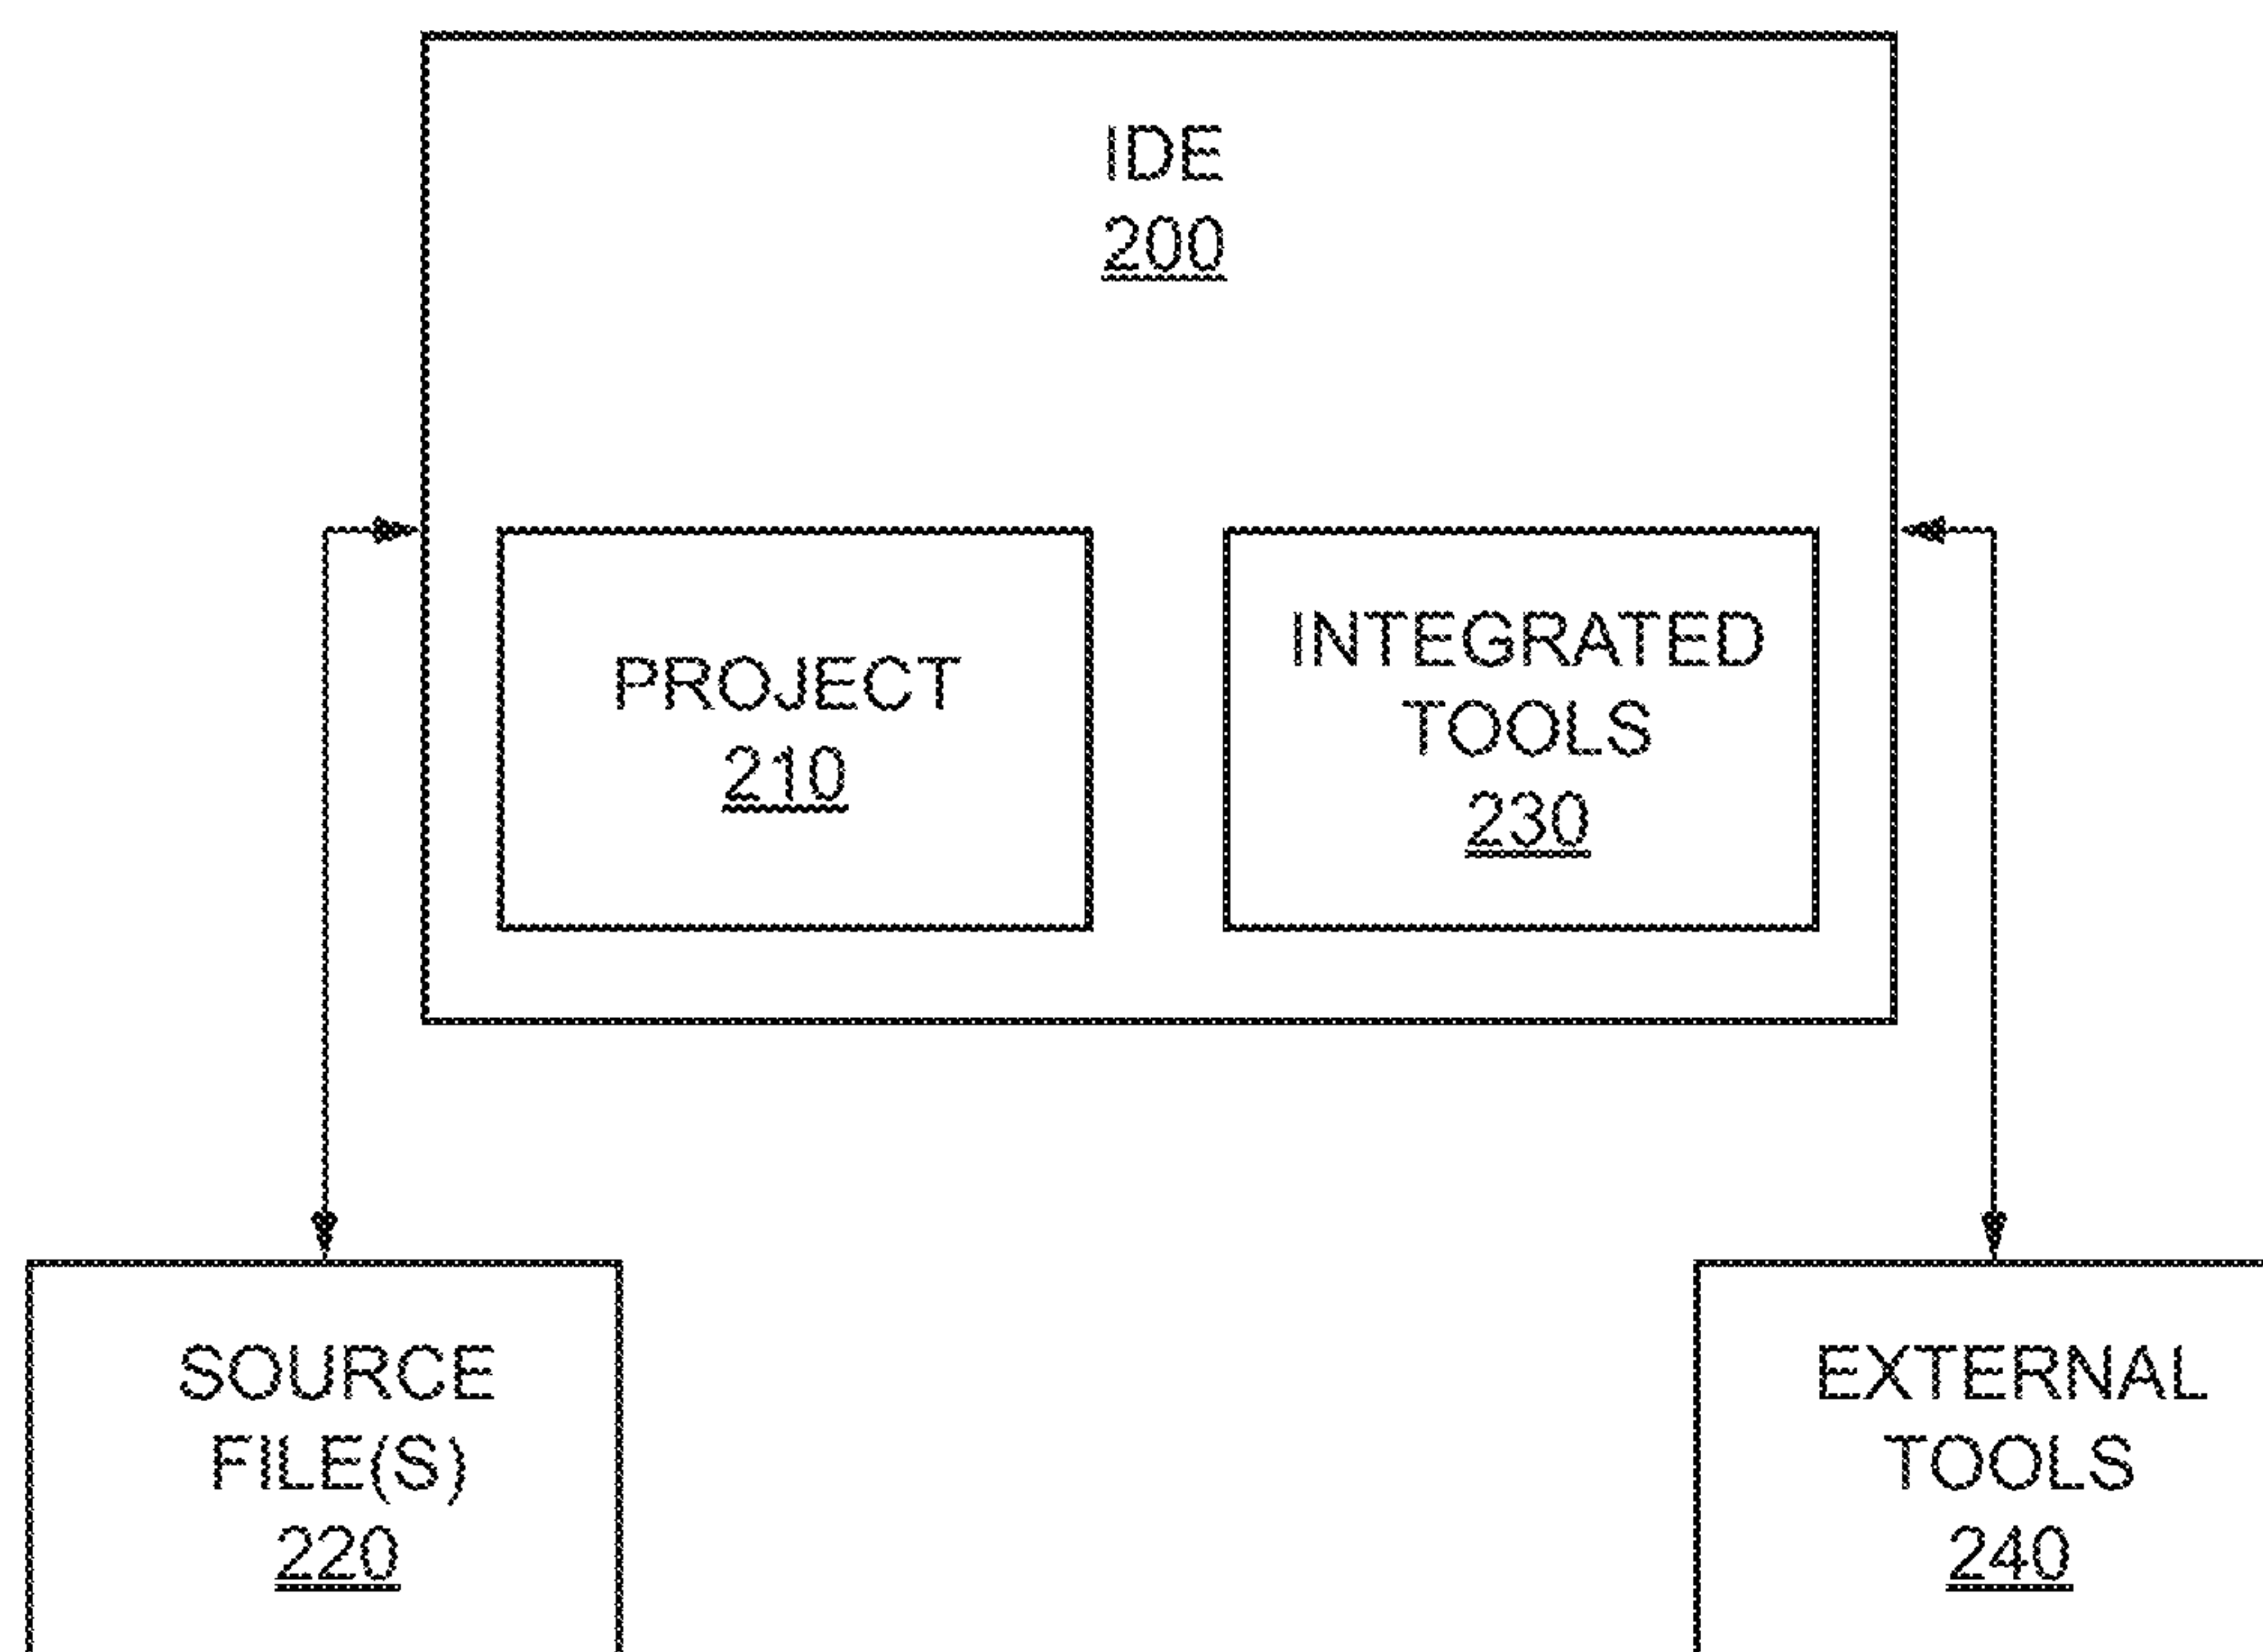 IDE
200
PROJECT
210
INTEGRATED
TOOLS
230
SOURCE
FILE(S)
220
EXTERNAL
TOOLS
240